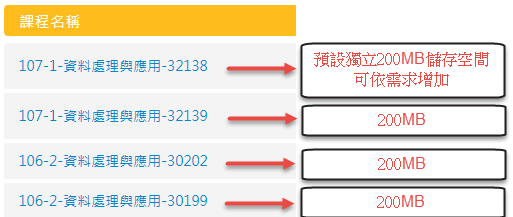 課程名稱
107-1-資料處理與應用-32138
預設獨立200MB儲存空間
可依需求增加
107-1-資料處理與應用-32139
200MB
106-2-資料處理與應用-30202
200MB
106-2-資料處理與應用-30199
200MB